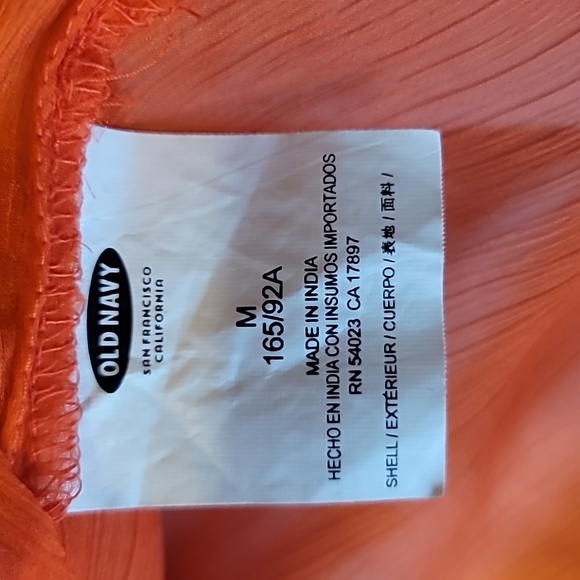 OLD NAVY
SAN FRANCISCO
CALIFORNIA
M
165/92A
MADE IN INDIA
HECHO EN INDIA CON INSUMOS IMPORTADOS
RN 54023 CA 17897
SHELL / EXTÉRIEUR / CUERPO / 表地 / 面料 /